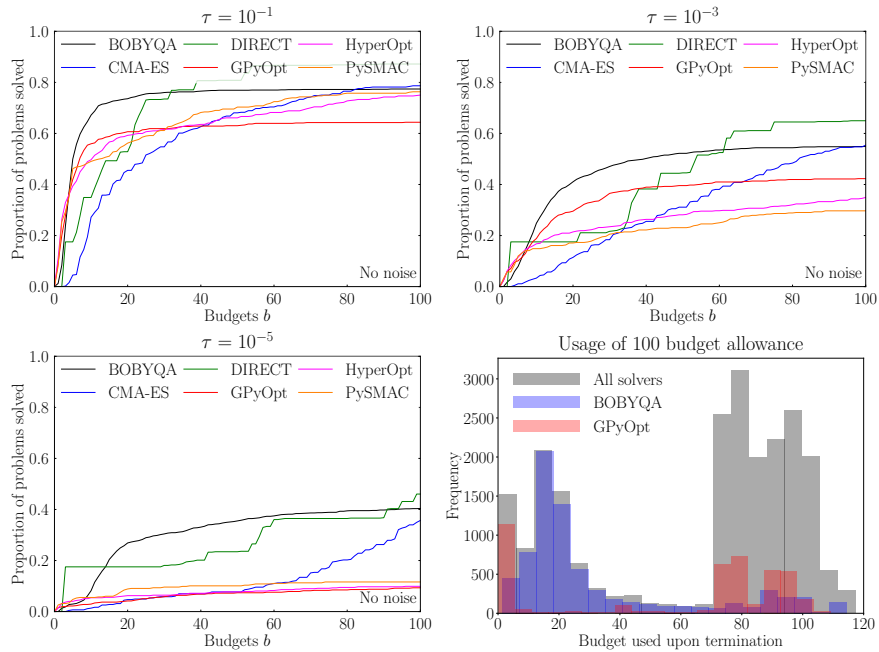 τ = 10⁻¹
BOBYQA DIRECT HyperOpt
CMA-ES GPyOpt PySMAC
Proportion of problems solved
1.0
0.8
0.6
0.4
0.2
0.0
No noise
0 20 40 60 80 100
Budgets b
τ = 10⁻³
BOBYQA DIRECT HyperOpt
CMA-ES GPyOpt PySMAC
Proportion of problems solved
1.0
0.8
0.6
0.4
0.2
0.0
No noise
0 20 40 60 80 100
Budgets b
τ = 10⁻⁵
BOBYQA DIRECT HyperOpt
CMA-ES GPyOpt PySMAC
Proportion of problems solved
1.0
0.8
0.6
0.4
0.2
0.0
No noise
0 20 40 60 80 100
Budgets b
Usage of 100 budget allowance
All solvers
BOBYQA
GPyOpt
Frequency
3000
2500
2000
1500
1000
500
0
0 20 40 60 80 100 120
Budget used upon termination